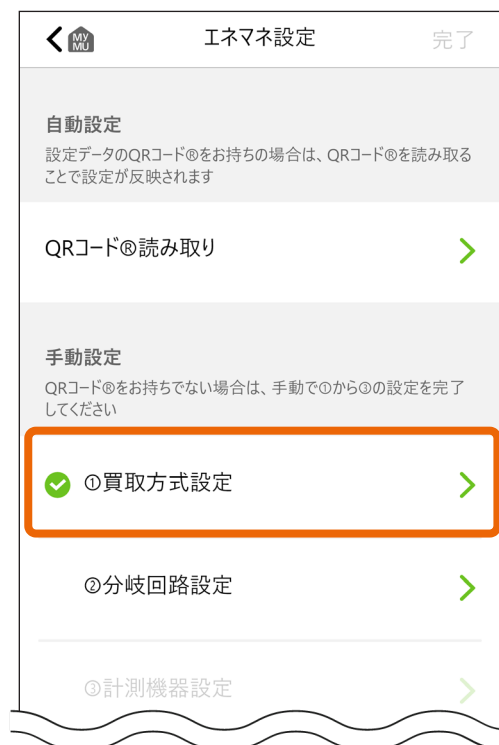 MY
MU
エネマネ設定
完了
自動設定
設定データのQRコード®をお持ちの場合は、QRコード®を読み取る
ことで設定が反映されます
QRコード®読み取り
手動設定
QRコード®をお持ちでない場合は、手動で①から③の設定を完了
してください
①買取方式設定
②分岐回路設定
③計測機器設定